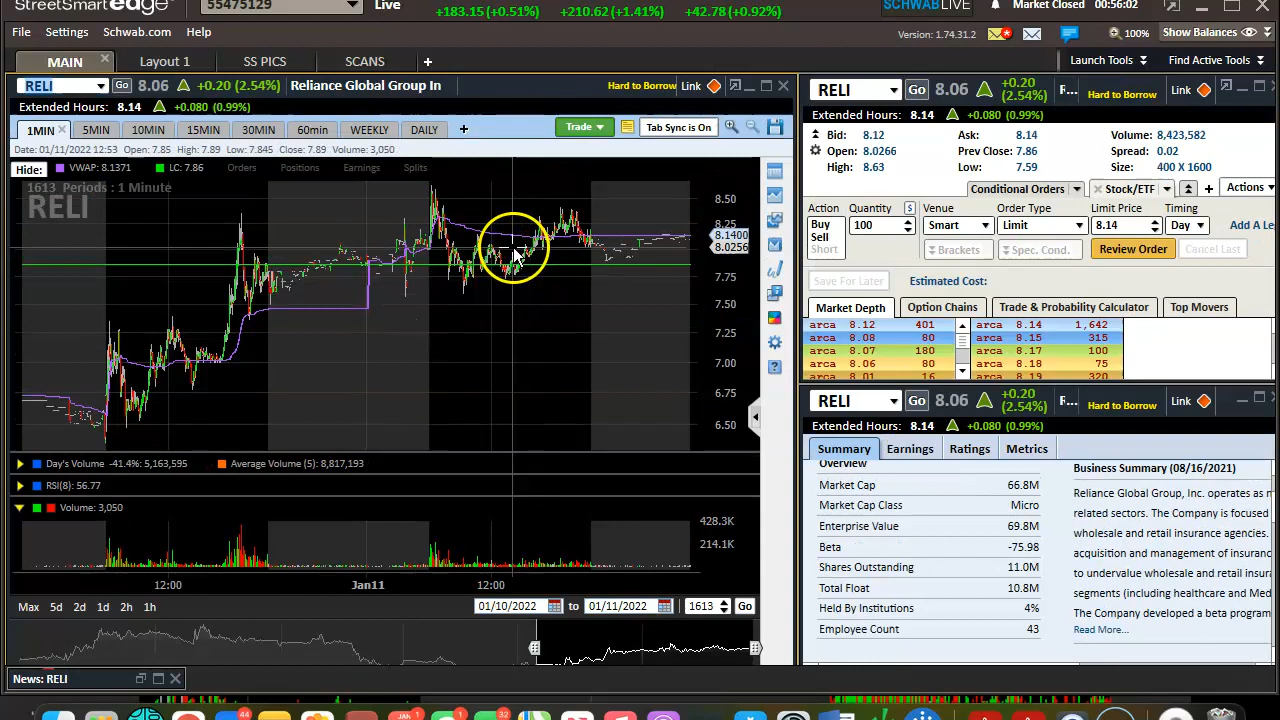 StreetSmart edge
55475129
Live
+183.15 (+0.51%) +210.62 (+1.41%) +42.78 (+0.92%)
SCHWABLIVE
Market Closed 00:56:02
File Settings Schwab.com Help
Version: 1.74.31.2
100%
Show Balances
MAIN Layout 1 SS PICS SCANS +
Launch Tools Find Active Tools
RELI Go 8.06 +0.20 (2.54%) Reliance Global Group In
Hard to Borrow Link
Extended Hours: 8.14 +0.080 (0.99%)
1MIN 5MIN 10MIN 15MIN 30MIN 60min WEEKLY DAILY +
Trade Tab Sync is On
Date: 01/11/2022 12:53 Open: 7.85 High: 7.89 Low: 7.845 Close: 7.89 Volume: 3,050
Hide: VWAP: 8.1371 LC: 7.86 Orders Positions Earnings Splits
1613 Periods : 1 Minute
RELI
8.50
8.25
8.1400
8.0256
7.75
7.50
7.25
7.00
6.75
6.50
Day's Volume -41.4%: 5,163,595 Average Volume (5): 8,817,193
RSI(8): 56.77
Volume: 3,050
428.3K
214.1K
12:00 Jan11 12:00
Max 5d 2d 1d 2h 1h
01/10/2022 to 01/11/2022 1613 Go
News: RELI
RELI Go 8.06 +0.20 (2.54%) R... Hard to Borrow Link
Extended Hours: 8.14 +0.080 (0.99%)
Bid: 8.12 Ask: 8.14 Volume: 8,423,582
Open: 8.0266 Prev Close: 7.86 Spread: 0.02
High: 8.63 Low: 7.59 Size: 400 X 1600
Conditional Orders Stock/ETF + Actions
Action Quantity $ Venue Order Type Limit Price Timing
Buy
Sell
Short
100 Smart Limit 8.14 Day Add A Le
Brackets Spec. Cond. Review Order Cancel Last
Save For Later Estimated Cost:
Market Depth Option Chains Trade & Probability Calculator Top Movers
arca 8.12 401 arca 8.14 1,642
arca 8.08 80 arca 8.15 315
arca 8.07 180 arca 8.17 100
arca 8.06 80 arca 8.18 75
arca 8.01 16 arca 8.19 320
RELI Go 8.06 +0.20 (2.54%) R... Hard to Borrow Link
Extended Hours: 8.14 +0.080 (0.99%)
Summary Earnings Ratings Metrics
Overview
Market Cap 66.8M
Market Cap Class Micro
Enterprise Value 69.8M
Beta -75.98
Shares Outstanding 11.0M
Total Float 10.8M
Held By Institutions 4%
Employee Count 43
Business Summary (08/16/2021)
Reliance Global Group, Inc. operates as
related sectors. The Company is focused
wholesale and retail insurance agencies.
acquisition and management of insuranc
to underwrite wholesale and retail insur
segments (including healthcare and Med
The Company developed a beta program
Read More...
JAN
44
32